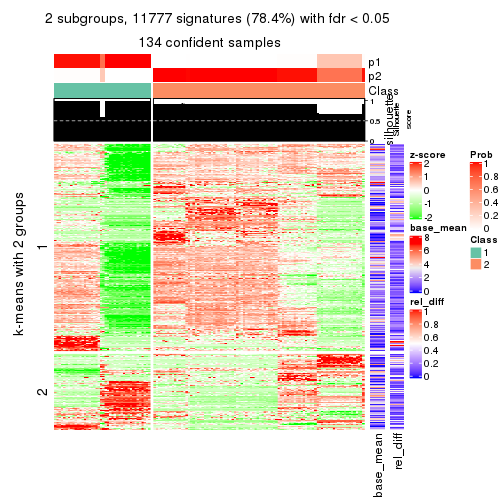 2 subgroups, 11777 signatures (78.4%) with fdr < 0.05
134 confident samples
p1
p2
Class
1
0.5
0
silhouette
Silhouette
score
k-means with 2 groups
1
2
z-score
2
1
0
-1
-2
base_mean
8
6
4
2
0
rel_diff
1
0.8
0.6
0.4
0.2
0
Prob
1
0.8
0.6
0.4
0.2
0
Class
1
2
base_mean
rel_diff